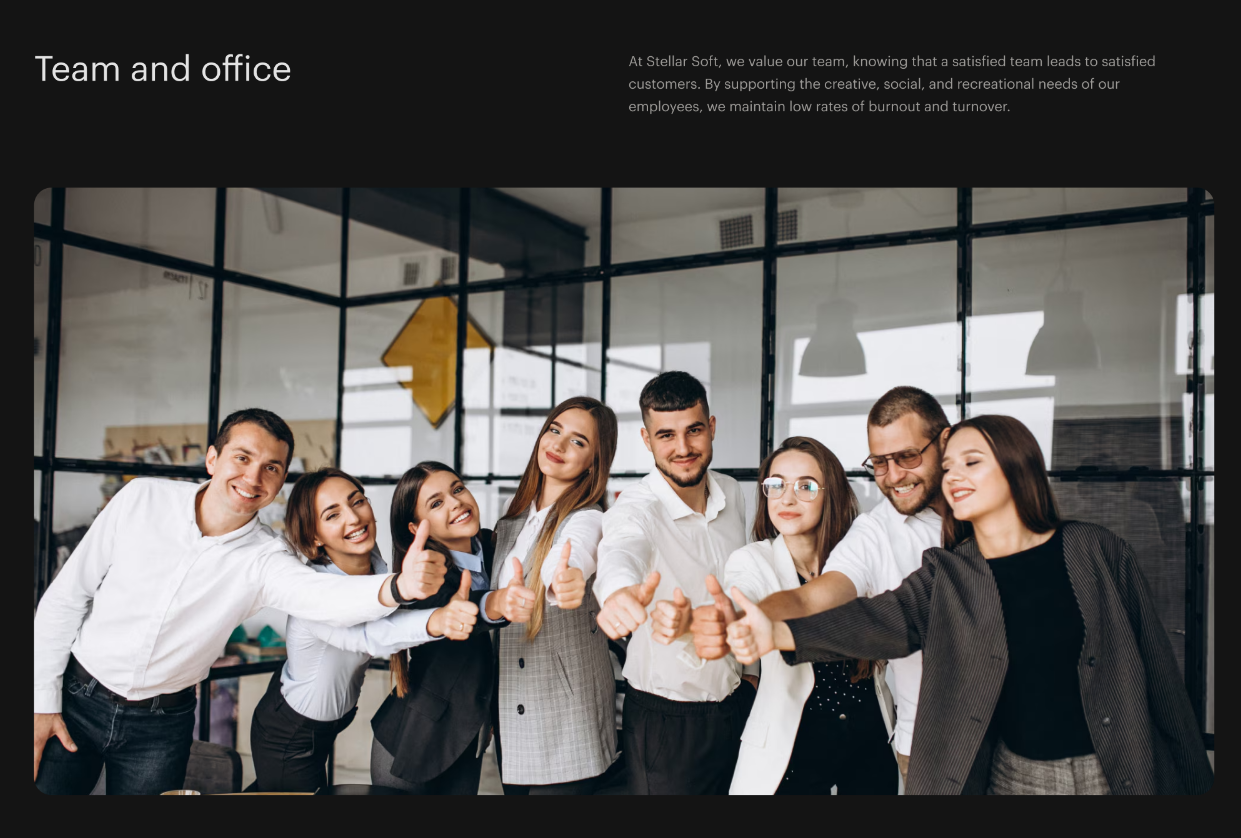 Team and office
At Stellar Soft, we value our team, knowing that a satisfied team leads to satisfied
customers. By supporting the creative, social, and recreational needs of our
employees, we maintain low rates of burnout and turnover.